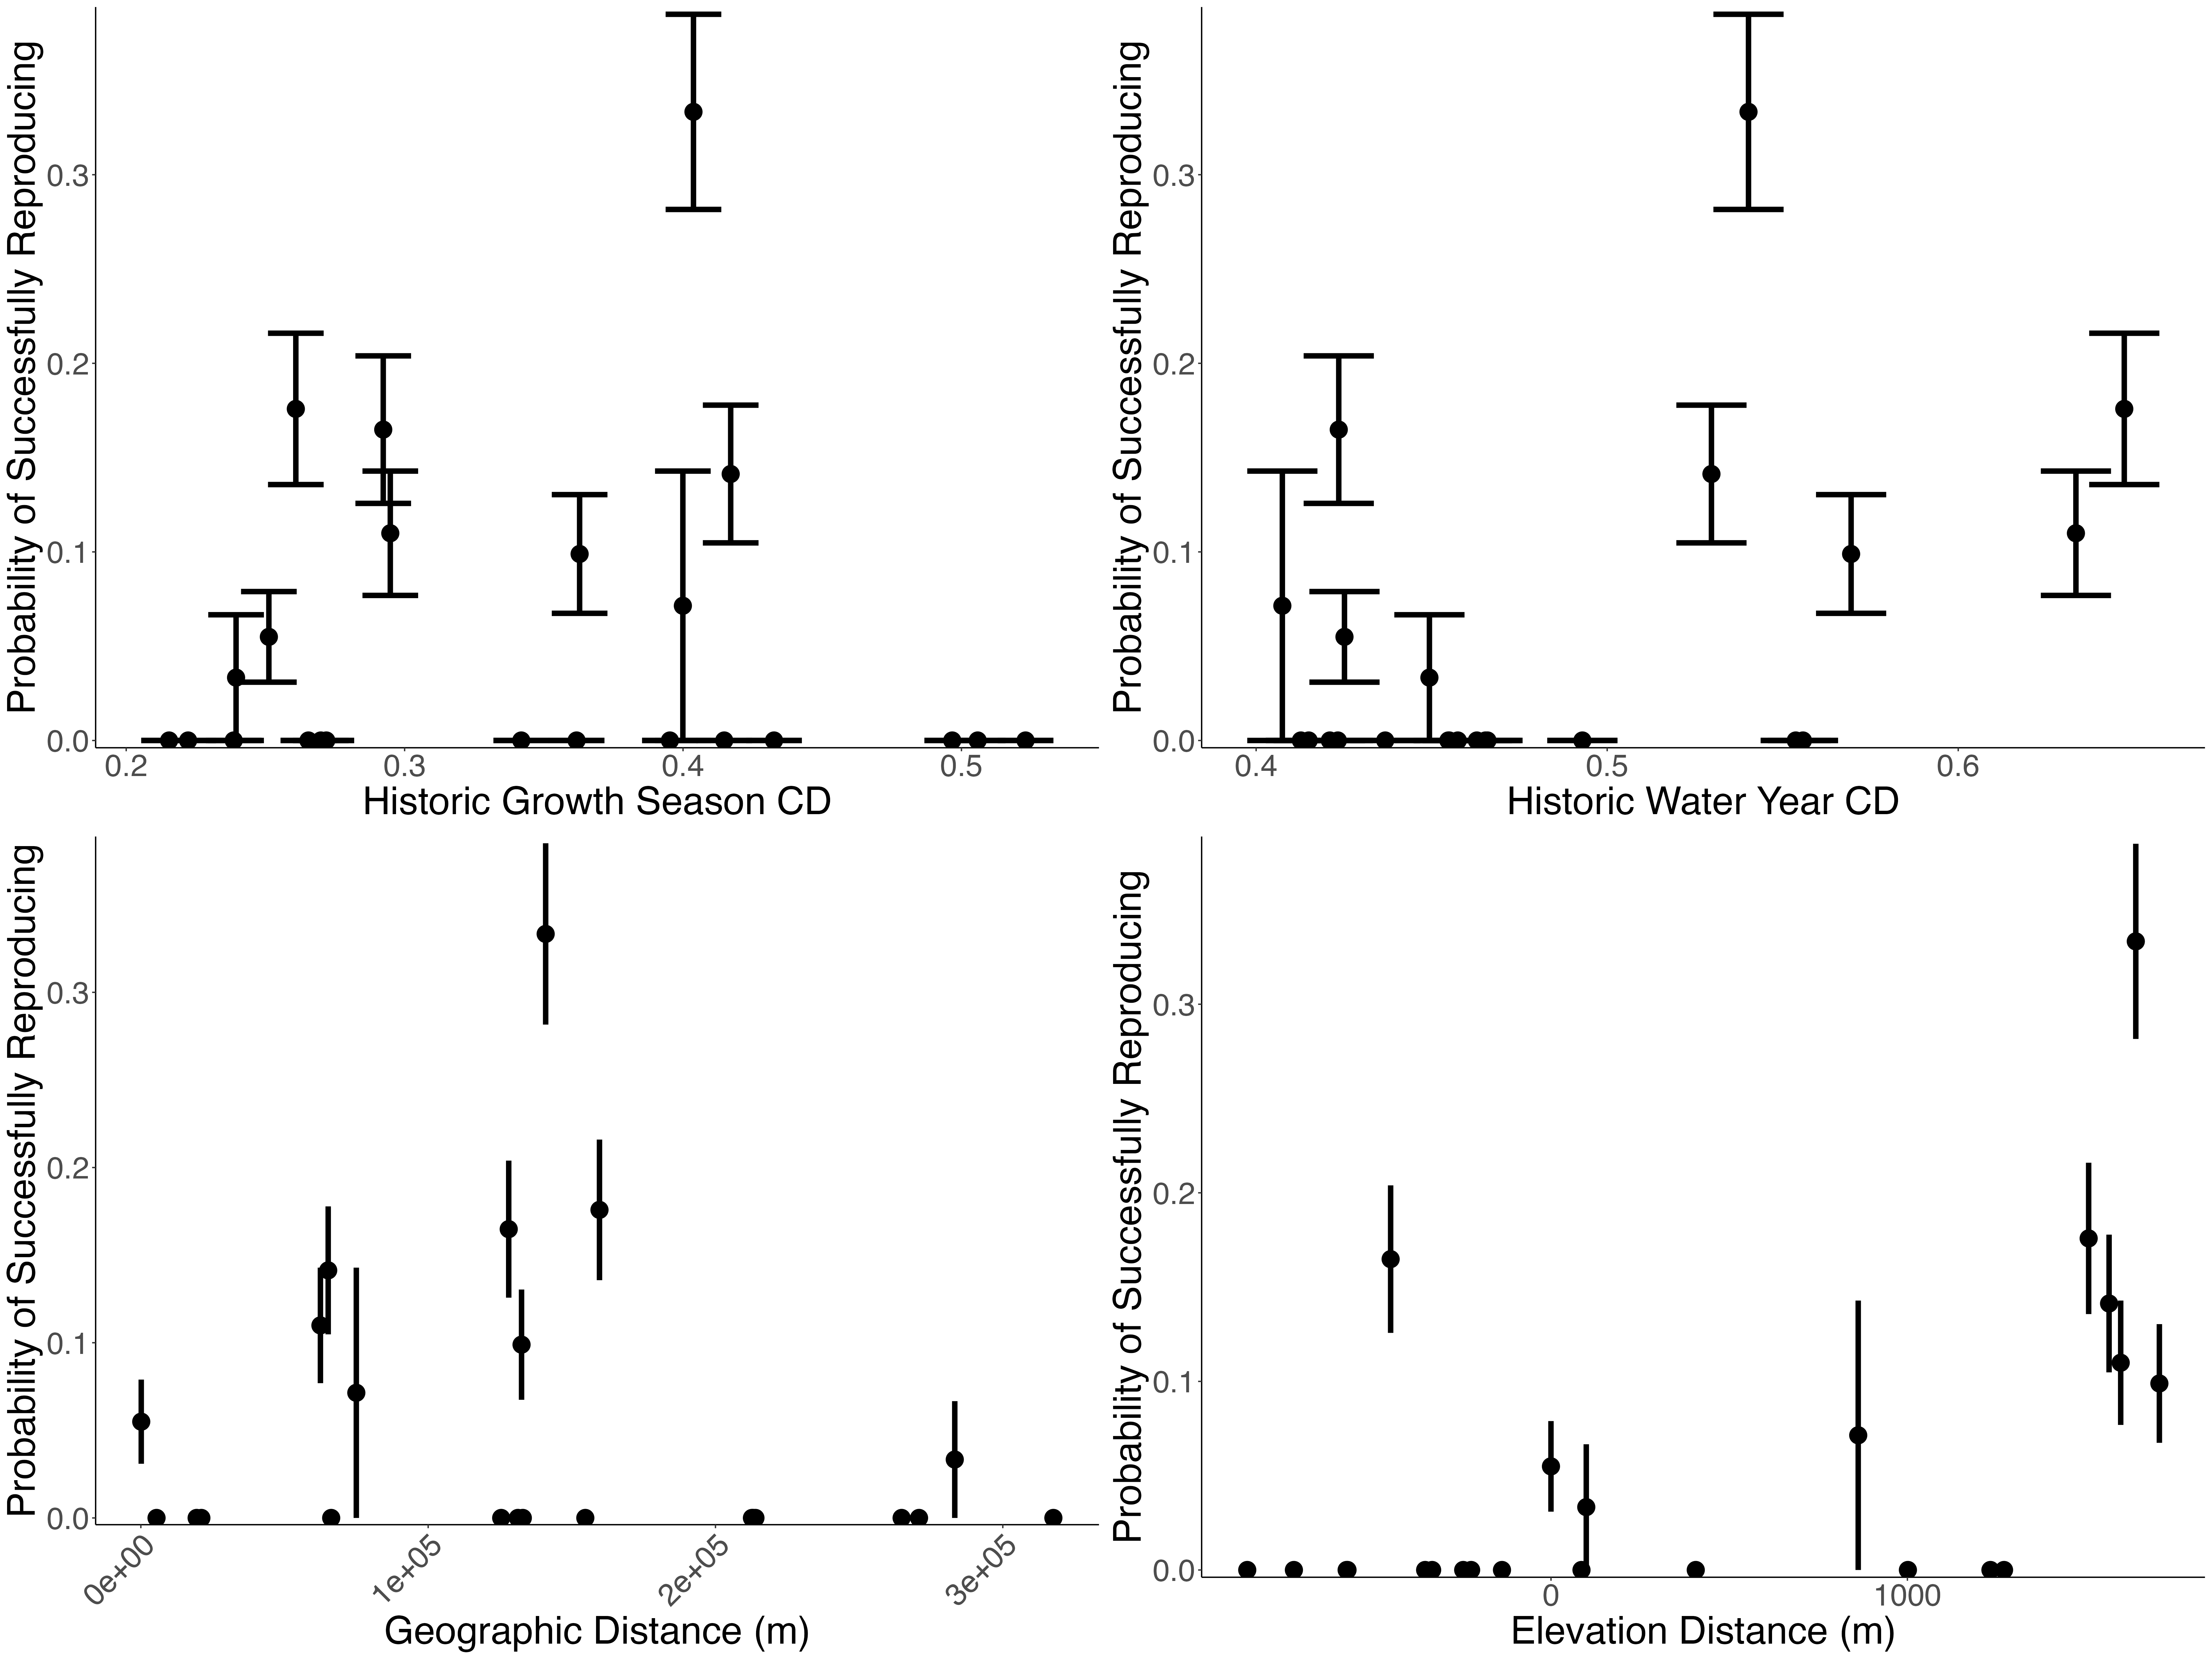 Probability of Successfully Reproducing
0.3
0.2
0.1
0.0
0.2 0.3 0.4 0.5
Historic Growth Season CD
Probability of Successfully Reproducing
0.3
0.2
0.1
0.0
0.4 0.5 0.6
Historic Water Year CD
Probability of Successfully Reproducing
0.3
0.2
0.1
0.0
0e+00 1e+05 2e+05 3e+05
Geographic Distance (m)
Probability of Successfully Reproducing
0.3
0.2
0.1
0.0
0 1000
Elevation Distance (m)